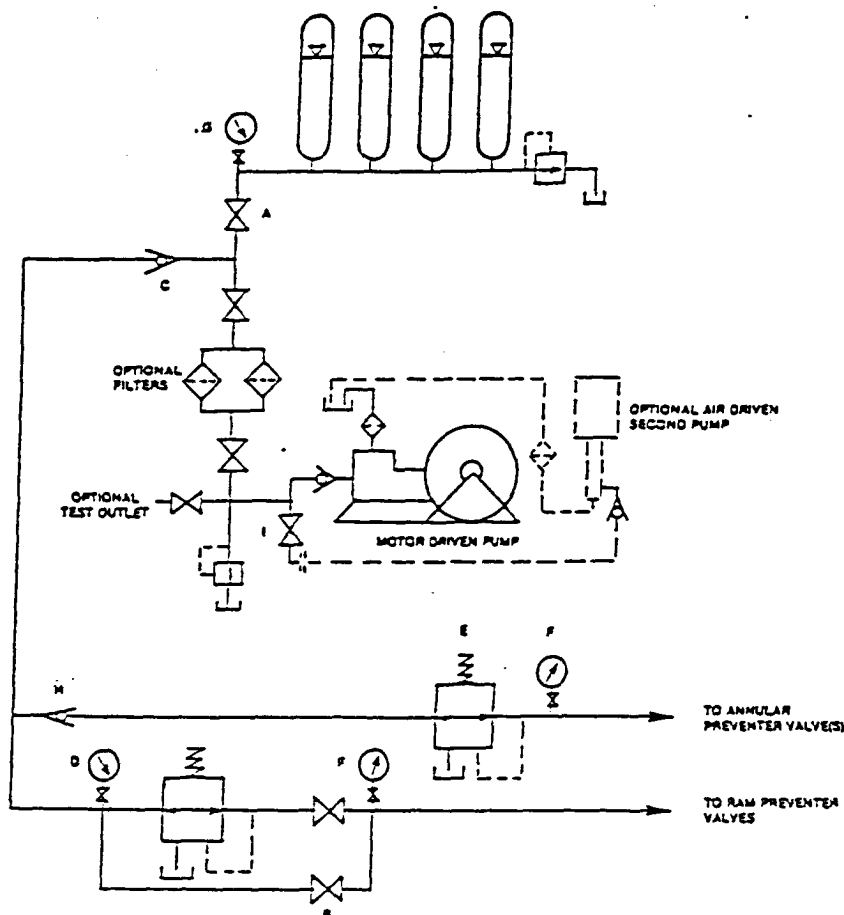 G
A
C
OPTIONAL
FILTERS
OPTIONAL AIR DRIVEN
SECOND PUMP
OPTIONAL
TEST OUTLET
I
MOTOR DRIVEN PUMP
E
F
H
TO ANNULAR
PREVENTER VALVE(S)
D
F
TO RAM PREVENTER
VALVES
B